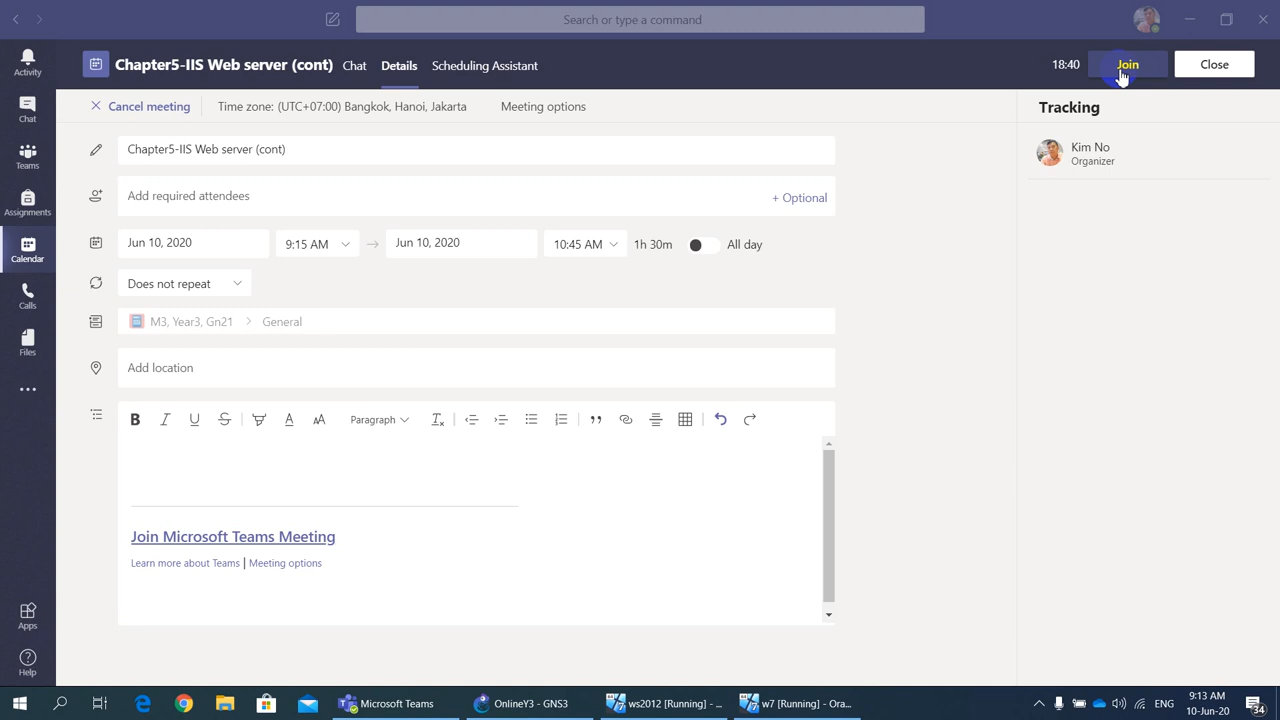 Search or type a command
Activity
Chat
Teams
Assignments
Calendar
Calls
Files
Apps
Help
Chapter5-IIS Web server (cont) Chat Details Scheduling Assistant
18:40 Join Close
Cancel meeting Time zone: (UTC+07:00) Bangkok, Hanoi, Jakarta Meeting options
Chapter5-IIS Web server (cont)
Add required attendees + Optional
Jun 10, 2020 9:15 AM Jun 10, 2020 10:45 AM 1h 30m All day
Does not repeat
M3, Year3, Gn21 > General
Add location
Paragraph
Join Microsoft Teams Meeting
Learn more about Teams | Meeting options
Tracking
Kim No
Organizer
Microsoft Teams OnlineY3 - GNS3 ws2012 [Running] - ... w7 [Running] - Ora...
ENG
9:13 AM
10-Jun-20
34